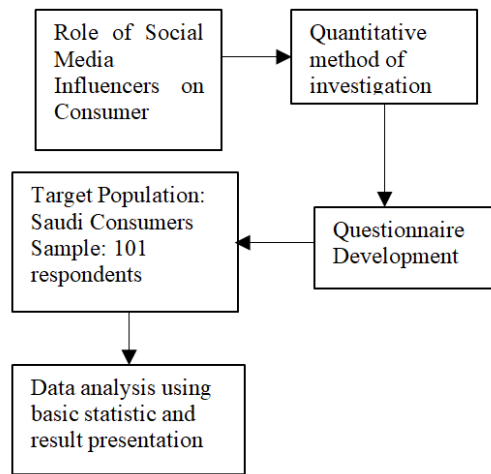 Role of Social
Media
Influencers on
Consumer
Quantitative
method of
investigation
Questionnaire
Development
Target Population:
Saudi Consumers
Sample: 101
respondents
Data analysis using
basic statistic and
result presentation